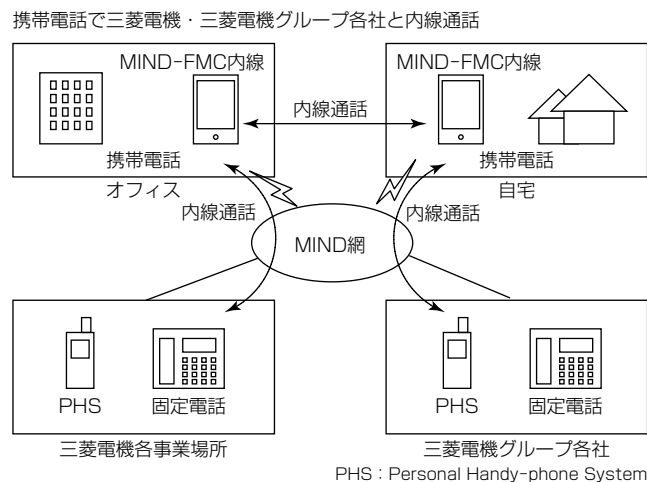 携帯電話で三菱電機・三菱電機グループ各社と内線通話
MIND-FMC内線
MIND-FMC内線
内線通話
携帯電話
携帯電話
オフィス
自宅
内線通話
内線通話
MIND網
PHS
固定電話
PHS
固定電話
三菱電機各事業場所
三菱電機グループ各社
PHS：Personal Handy-phone System